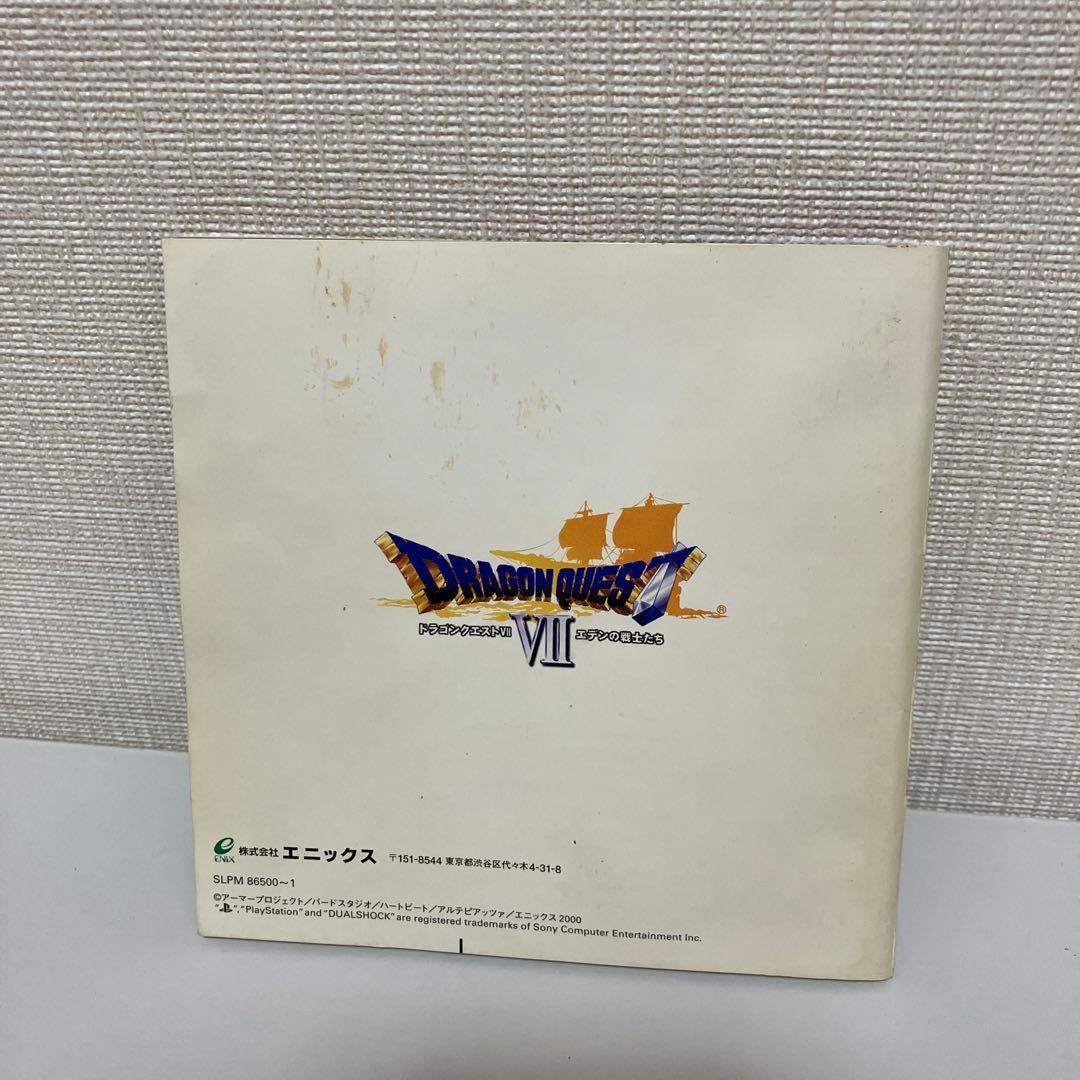 DRAGON QUEST
®
ドラゴンクエストVII VII エデンの戦士たち
ENIX 株式会社 エニックス 〒151-8544 東京都渋谷区代々木4-31-8
SLPM 86500〜1
©アーマープロジェクト／バードスタジオ／ハートビート／アルテピアッツァ／エニックス 2000
"PS", "PlayStation" and "DUALSHOCK" are registered trademarks of Sony Computer Entertainment Inc.